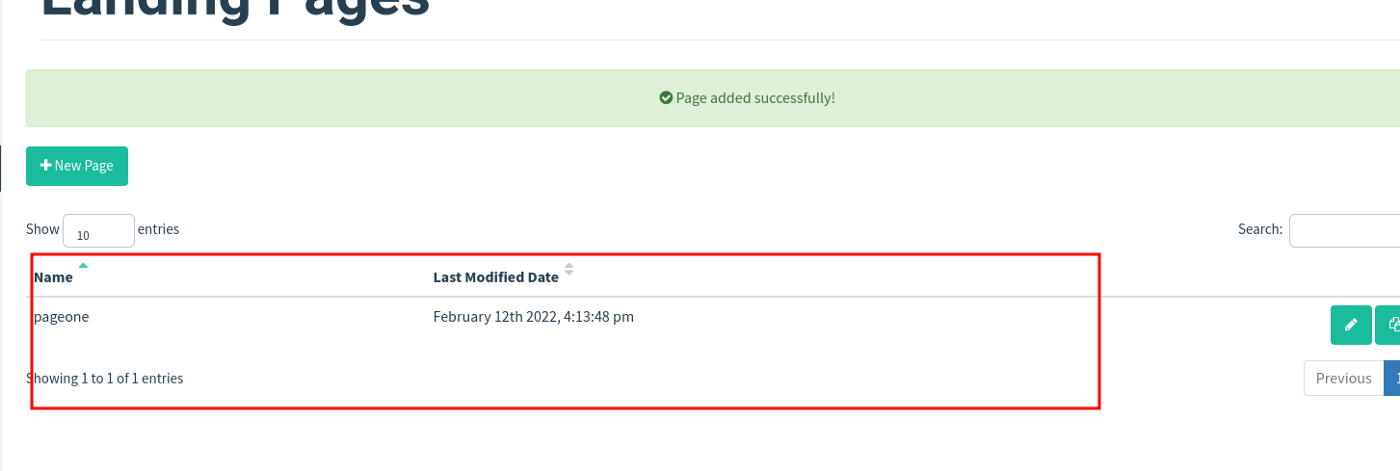 Landing Pages
Page added successfully!
New Page
Show 10 entries
Search:
Name Last Modified Date
pageone February 12th 2022, 4:13:48 pm
Showing 1 to 1 of 1 entries
Previous 1